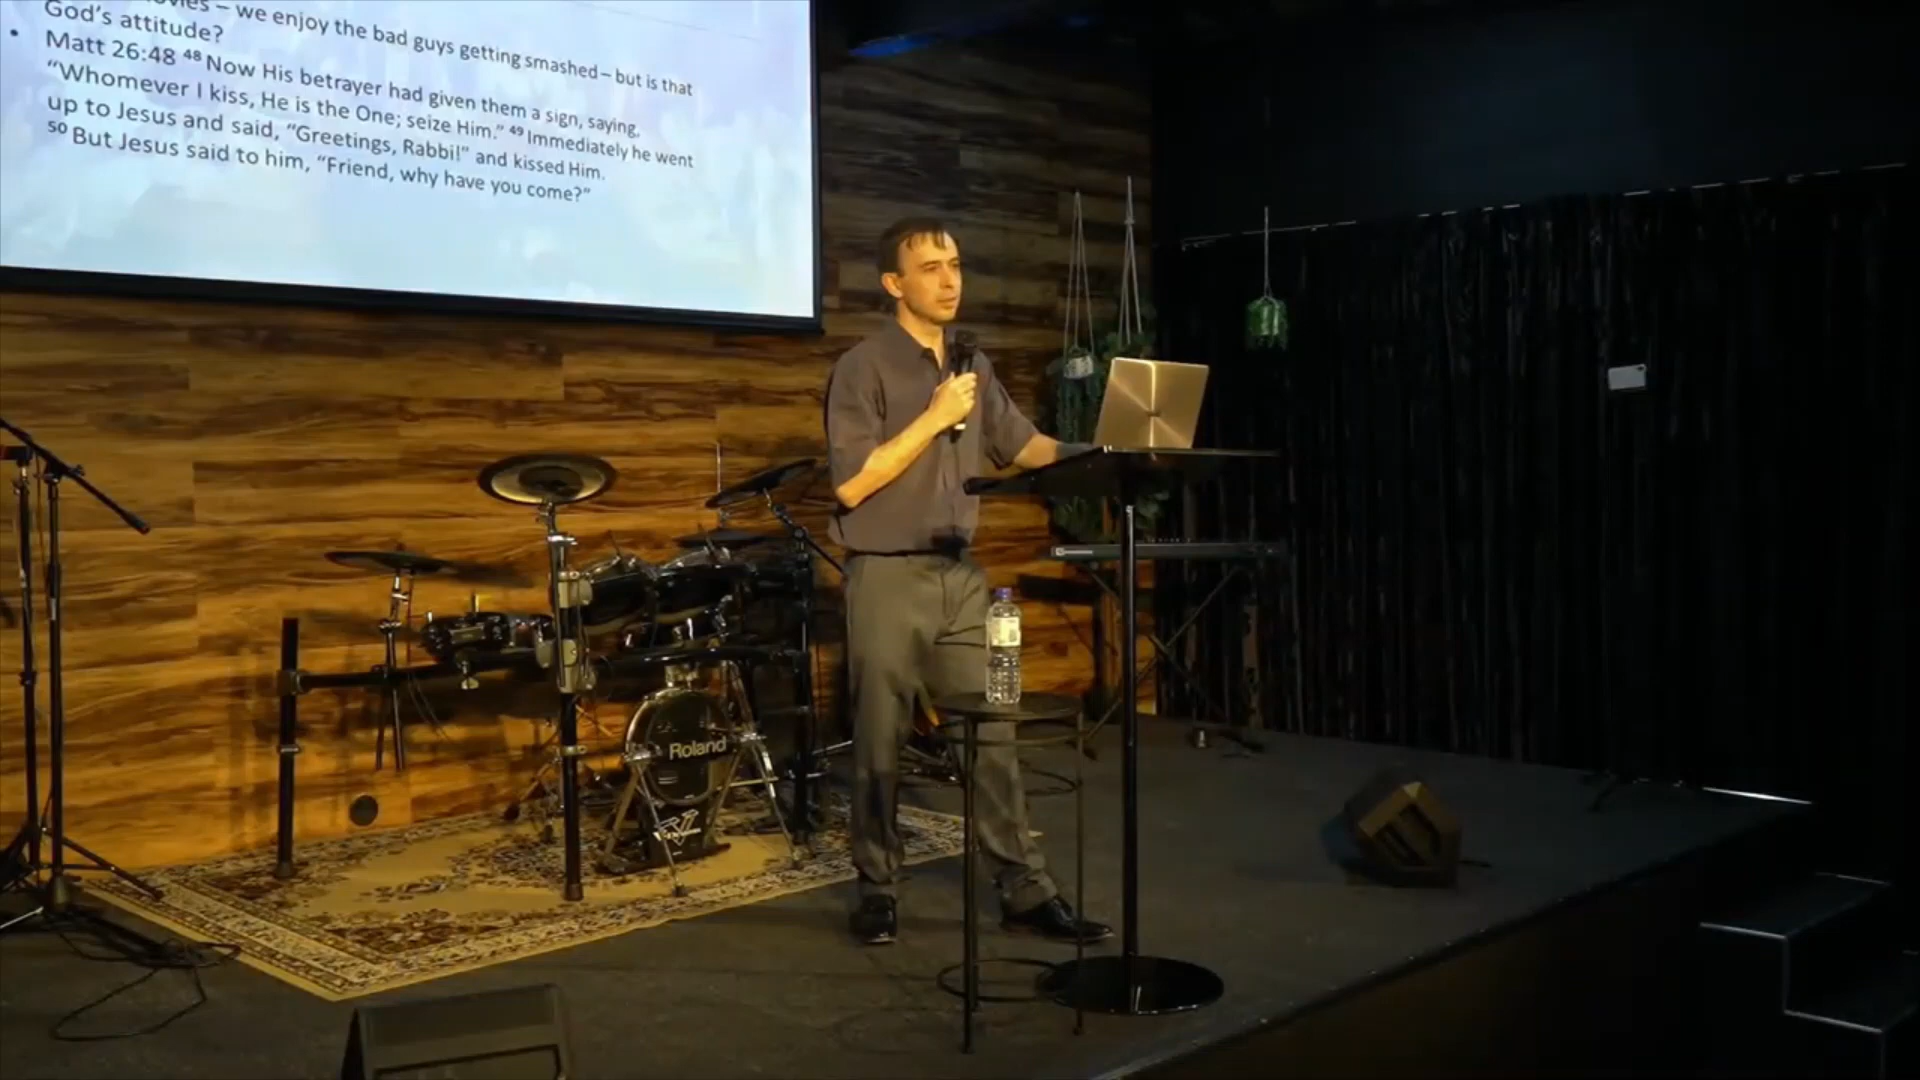 – we enjoy the bad guys getting smashed – but is that
God's attitude?
• Matt 26:48 ⁴⁸ Now His betrayer had given them a sign, saying,
“Whomever I kiss, He is the One; seize Him.” ⁴⁹ Immediately he went
up to Jesus and said, “Greetings, Rabbi!” and kissed Him.
⁵⁰ But Jesus said to him, “Friend, why have you come?”
Roland